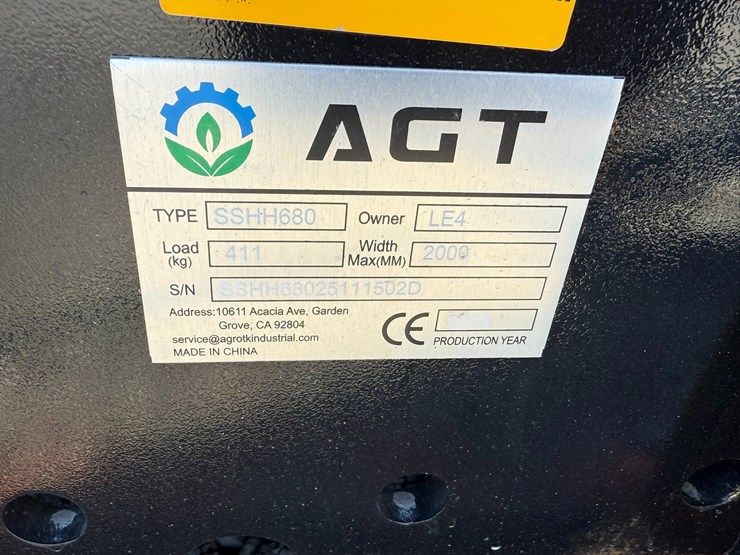 AGT
TYPE SSHH680 Owner LE4
Load (kg) 411 Width Max(MM) 2000
S/N SSHH68025111502D
Address:10611 Acacia Ave, Garden
Grove, CA 92804
service@agrotkindustrial.com
MADE IN CHINA
CE PRODUCTION YEAR